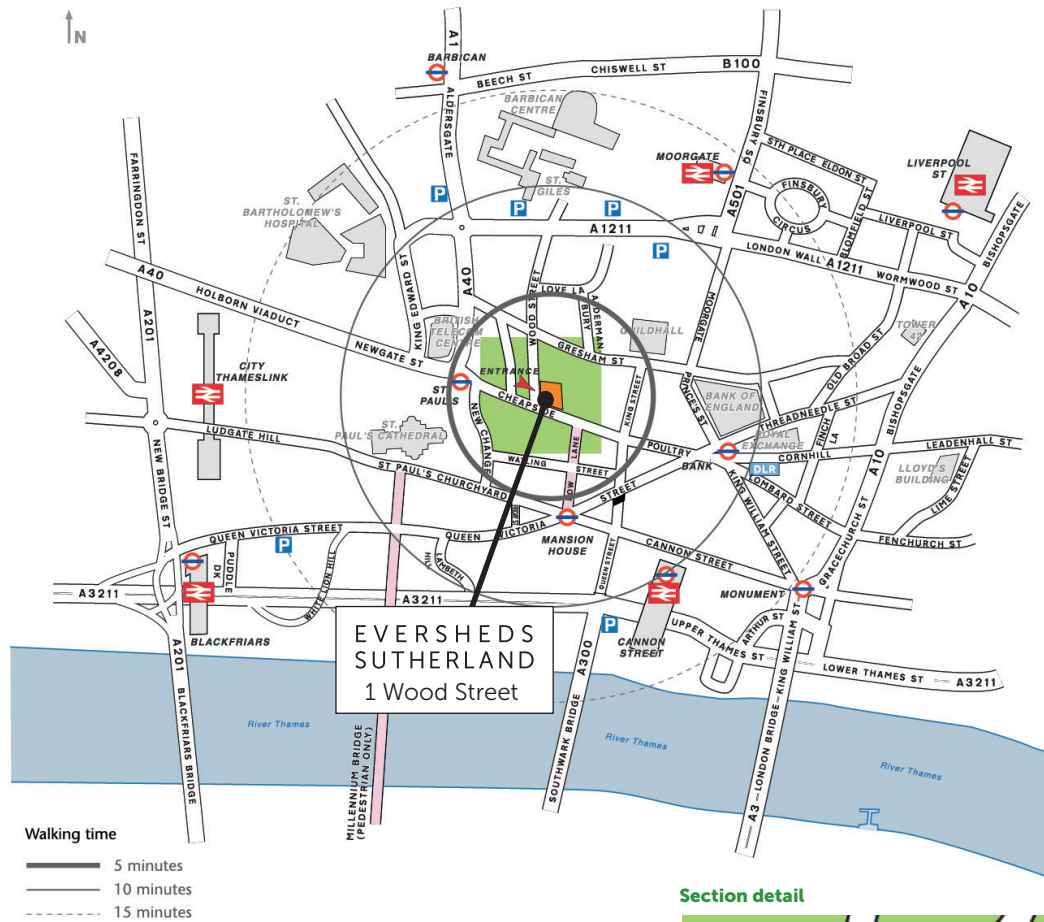 N
A1
BARBICAN
BEECH ST
CHISWELL ST
B100
ALDERSGATE
BARBICAN
CENTRE
FINSBURY SQ
FARRINGDON ST
MOORGATE
STH PLACE
ELDON ST
LIVERPOOL
ST
ST.
GILES
P
P
P
ST.
BARTHOLOMEW'S
HOSPITAL
A501
FINSBURY
CIRCUS
BLOMFIELD ST
LIVERPOOL ST
BISHOPSGATE
A1211
P
LONDON WALL
A1211
WORMWOOD ST
A40
A40
HOLBORN VIADUCT
KING EDWARD ST
WOOD STREET
LOVE LA
ALDERMAN
BURY
MOORGATE
A10
A201
A4208
BRITISH
TELECOM
CENTRE
GUILDHALL
TOWER
42
OLD BROAD ST
NEWGATE ST
GRESHAM ST
CITY
THAMESLINK
ENTRANCE
ST
PAUL'S
CHEAPSIDE
KING STREET
PRINCE'S ST
BANK OF
ENGLAND
THREADNEEDLE ST
BISHOPSGATE
NEW CHANGE
ST.
PAUL'S CATHEDRAL
LUDGATE HILL
POULTRY
ROYAL
EXCHANGE
FINCH
LA
CORNHILL
LEADENHALL ST
BANK
DLR
A10
LLOYD'S
BUILDING
LIME STREET
WATLING
STREET
BOW LANE
ST PAUL'S CHURCHYARD
NEW BRIDGE ST
LOMBARD STREET
KING WILLIAM STREET
QUEEN VICTORIA STREET
QUEEN
VICTORIA
STREET
MANSION
HOUSE
CANNON STREET
FENCHURCH ST
GRACECHURCH ST
P
PUDDLE
DK
WHITE LION HILL
LAMBETH
HILL
QUEEN STREET
A3211
A3211
MONUMENT
BLACKFRIARS
P
CANNON
STREET
UPPER THAMES ST
ARTHUR ST
KING WILLIAM ST
LOWER THAMES ST
A3211
EVERSHEDS
SUTHERLAND
1 Wood Street
A201
BLACKFRIARS BRIDGE
A300
SOUTHWARK BRIDGE
River Thames
River Thames
River Thames
MILLENNIUM BRIDGE
(PEDESTRIAN ONLY)
A3
LONDON BRIDGE
Walking time
5 minutes
10 minutes
15 minutes
Section detail